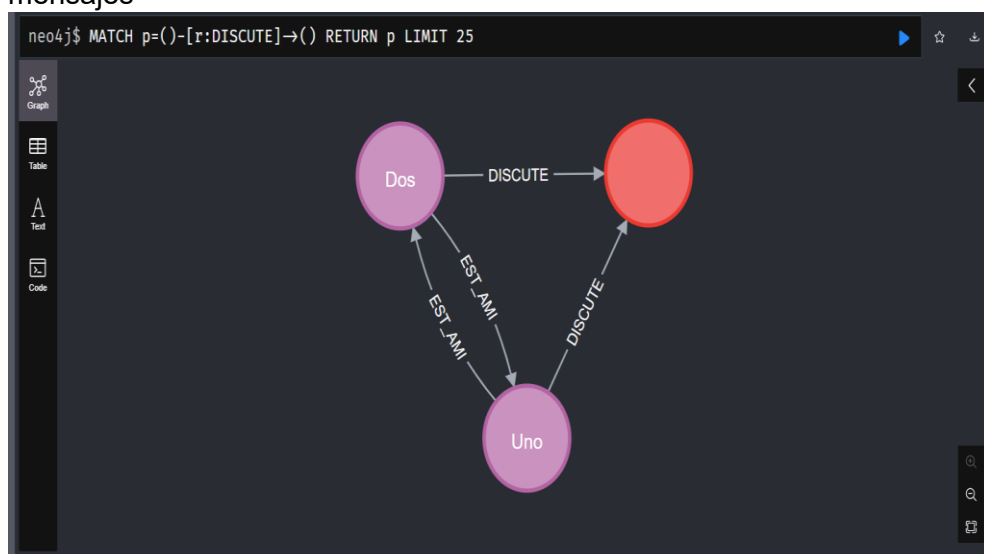 mensajes
neo4j$ MATCH p=()-[r:DISCUTE]→() RETURN p LIMIT 25
Graph
Table
A
Text
Code
Dos
DISCUTE
EST_AMI
EST_AMI
DISCUTE
Uno